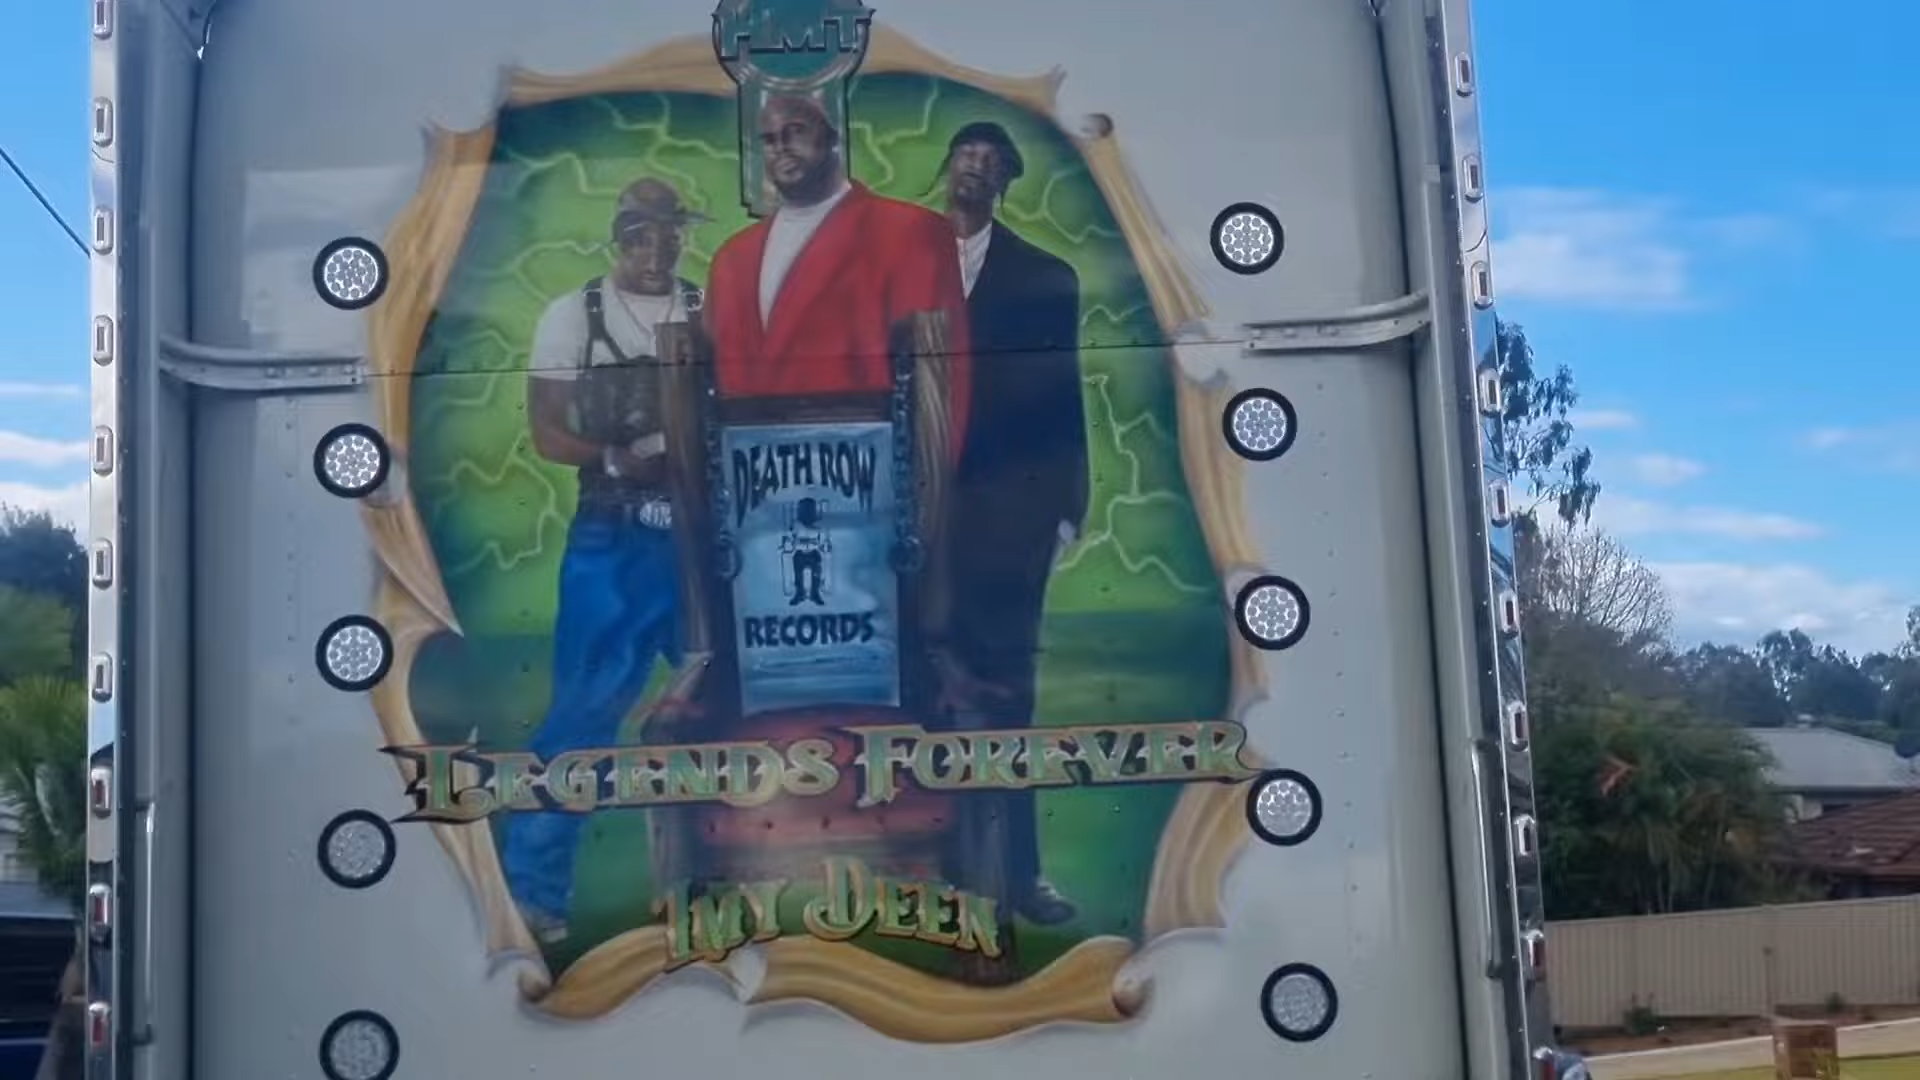 HMT
DEATH ROW
RECORDS
LEGENDS FOREVER
IMY DEEN